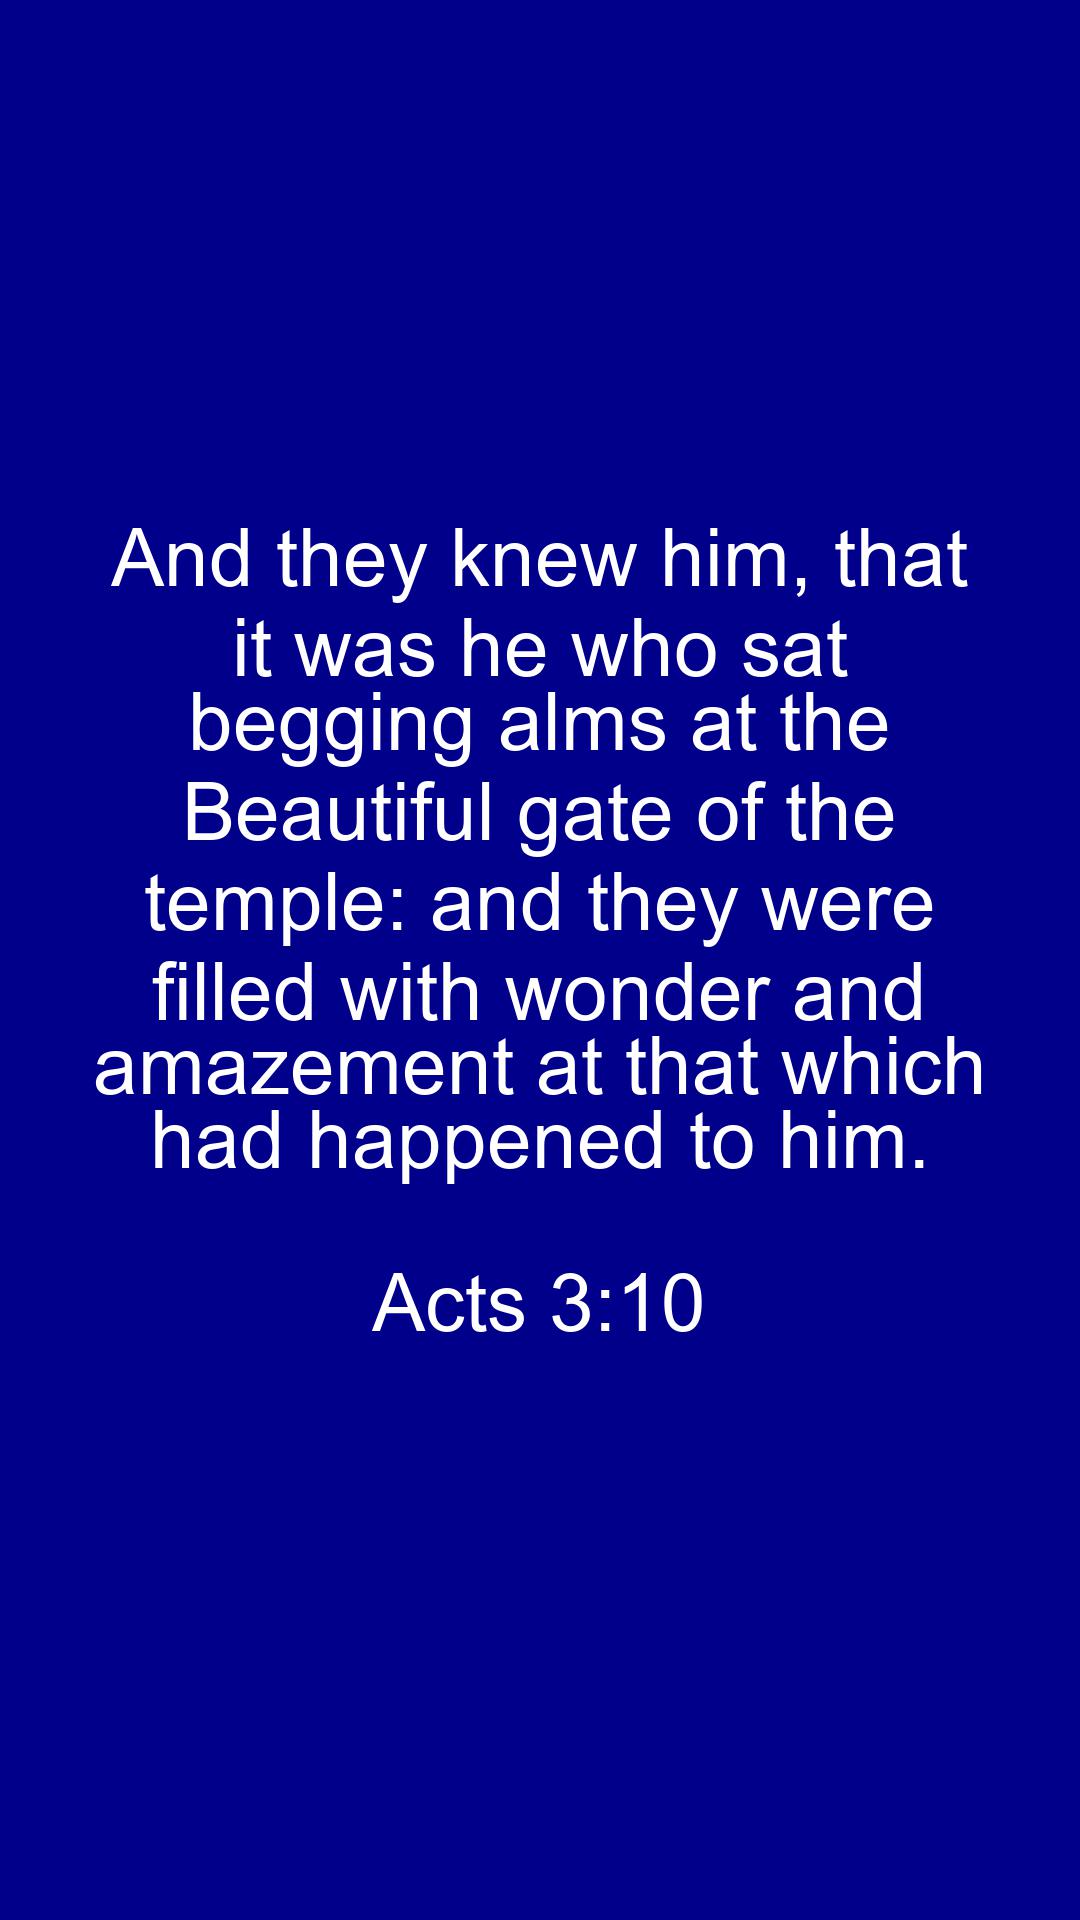 And they knew him, that
it was he who sat
begging alms at the
Beautiful gate of the
temple: and they were
filled with wonder and
amazement at that which
had happened to him.
Acts 3:10